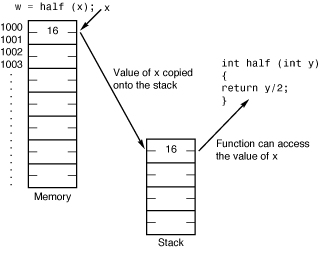 w = half (x);
x
1000
1001
1002
1003
16
Value of x copied
onto the stack
int half (int y)
{
return y/2;
}
16
Function can access
the value of x
Memory
Stack